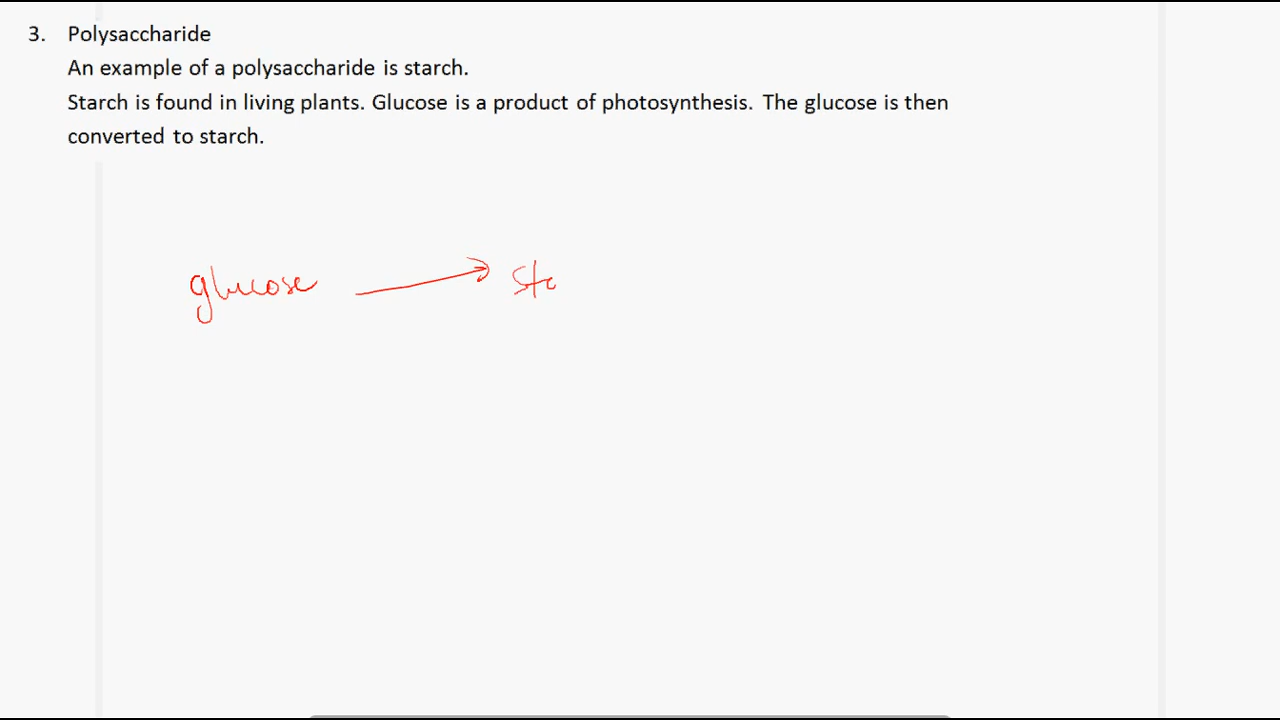 3. Polysaccharide
An example of a polysaccharide is starch.
Starch is found in living plants. Glucose is a product of photosynthesis. The glucose is then
converted to starch.
glucose → sta